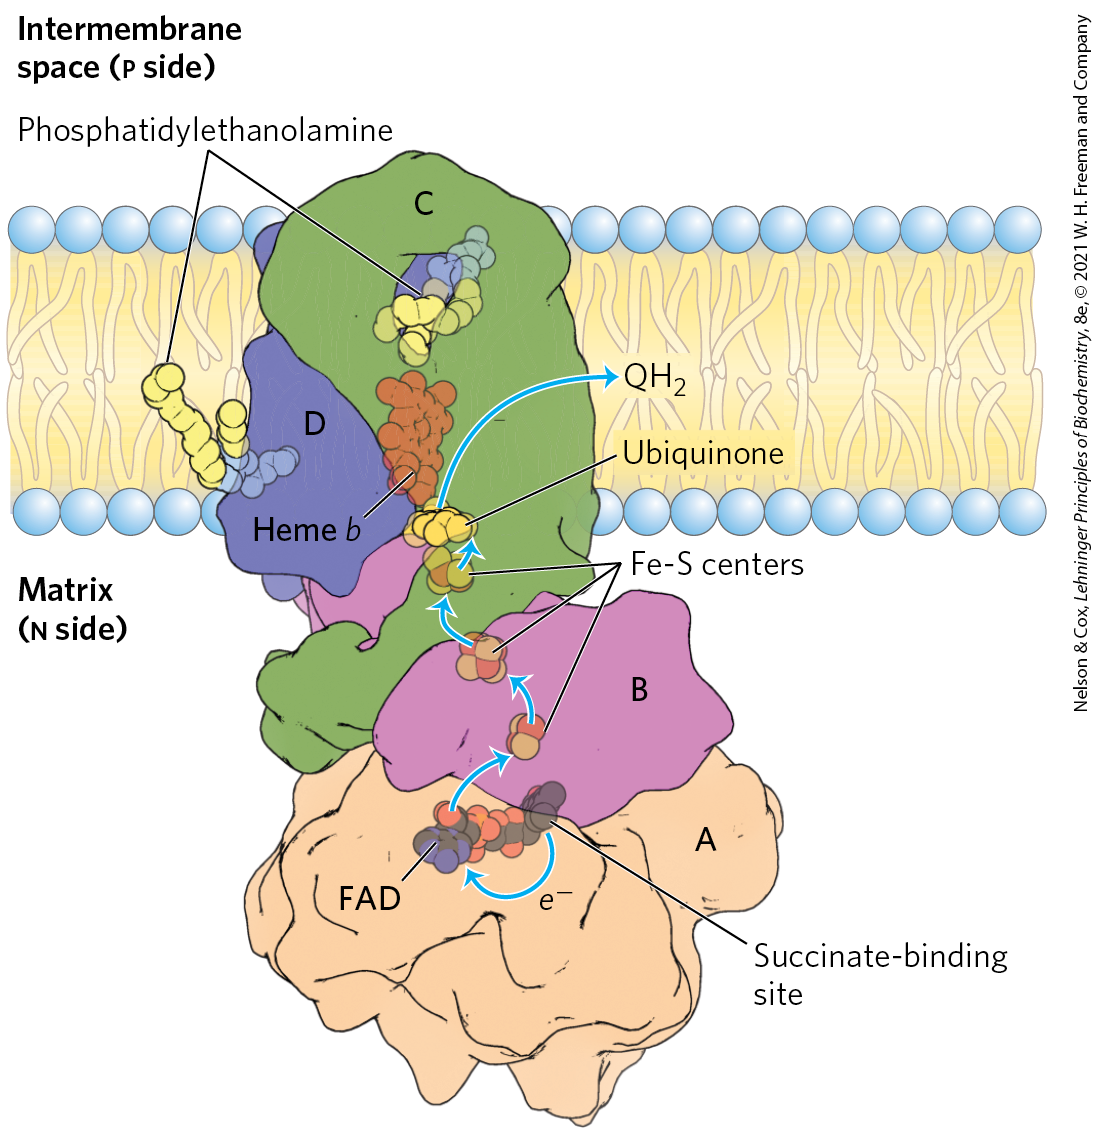 Intermembrane
space (P side)
Phosphatidylethanolamine
C
QH2
D
Ubiquinone
Heme b
Fe-S centers
Matrix
(N side)
B
A
FAD
e–
Succinate-binding
site
Nelson & Cox, Lehninger Principles of Biochemistry, 8e, © 2021 W. H. Freeman and Company